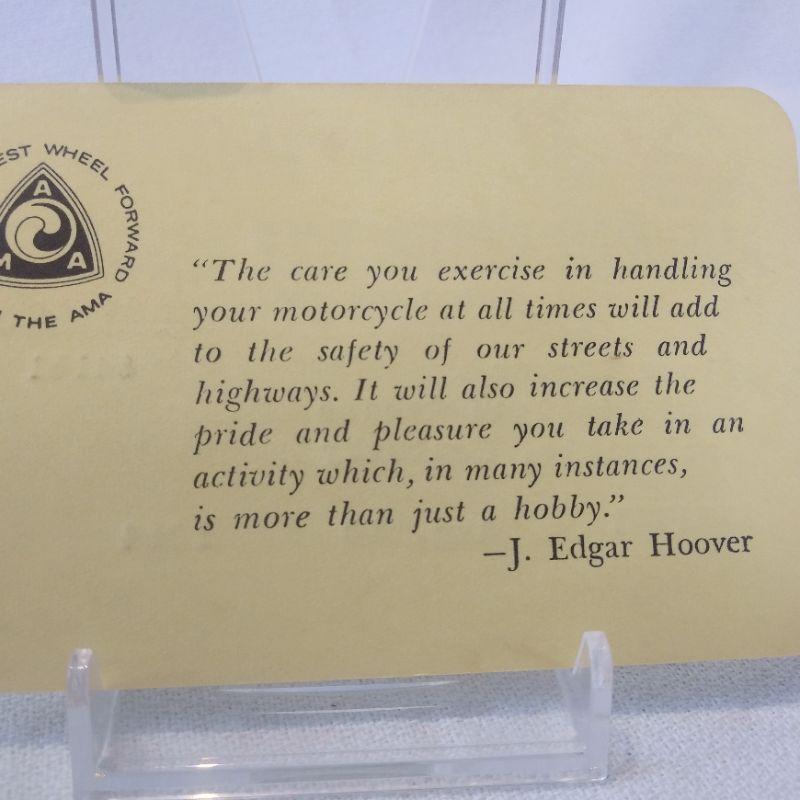 EST WHEEL FORWARD
THE AMA
A
M A
“The care you exercise in handling
your motorcycle at all times will add
to the safety of our streets and
highways. It will also increase the
pride and pleasure you take in an
activity which, in many instances,
is more than just a hobby.”
—J. Edgar Hoover